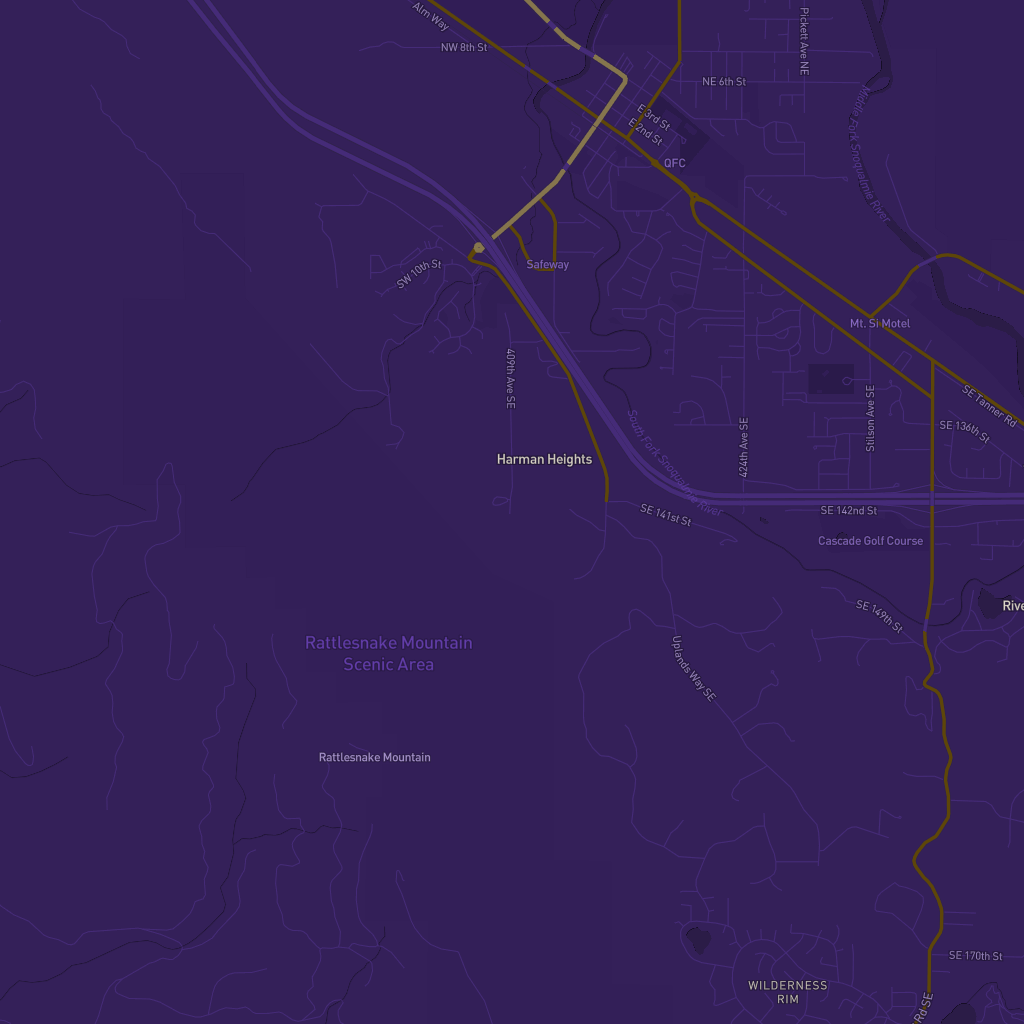 Alm Way
NW 8th St
Pickett Ave NE
NE 6th St
E 3rd St
E 2nd St
QFC
Middle Fork Snoqualmie River
SW 10th St
Safeway
Mt. Si Motel
409th Ave SE
SE Tanner Rd
Stilson Ave SE
424th Ave SE
SE 136th St
South Fork Snoqualmie River
Harman Heights
SE 141st St
SE 142nd St
Cascade Golf Course
Rive
SE 149th St
Rattlesnake Mountain
Scenic Area
Uplands Way SE
Rattlesnake Mountain
SE 170th St
WILDERNESS
RIM
Rd SE